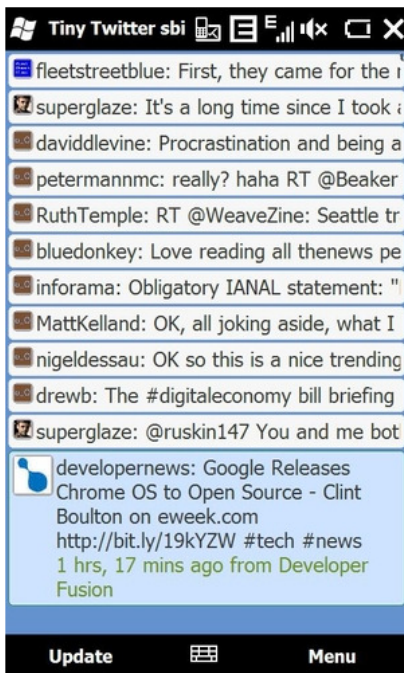 Tiny Twitter sbi
fleetstreetblue: First, they came for the
superglaze: It's a long time since I took
daviddlevine: Procrastination and being a
petermannmc: really? haha RT @Beaker
RuthTemple: RT @WeaveZine: Seattle tr
bluedonkey: Love reading all thenews pe
inforama: Obligatory IANAL statement: "
MattKelland: OK, all joking aside, what I
nigeldessau: OK so this is a nice trending
drewb: The #digitaleconomy bill briefing
superglaze: @ruskin147 You and me bot
developernews: Google Releases
Chrome OS to Open Source - Clint
Boulton on eweek.com
http://bit.ly/19kYZW #tech #news
1 hrs, 17 mins ago from Developer
Fusion
Update Menu